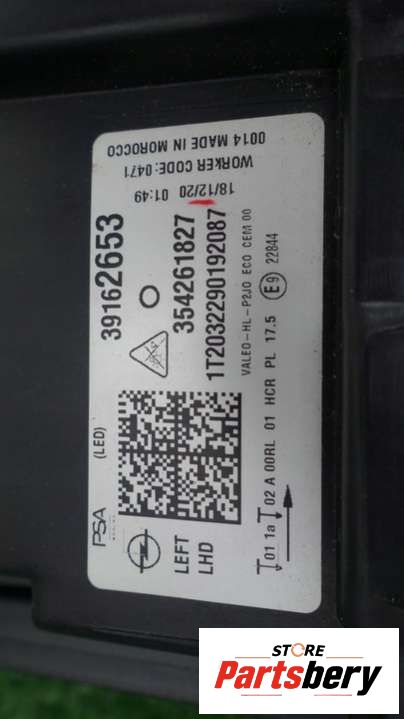 PSA
(LED)
39162653
LEFT
LHD
354261827
1T2032290192087
VALEO-HL-P2JO ECO CEM 00
01 1a 02 A 00RL 01 HCR PL 17.5 E9 22844
18/12/20 01:49
WORKER CODE:0471
0014 MADE IN MOROCCO
STORE
Partsbery